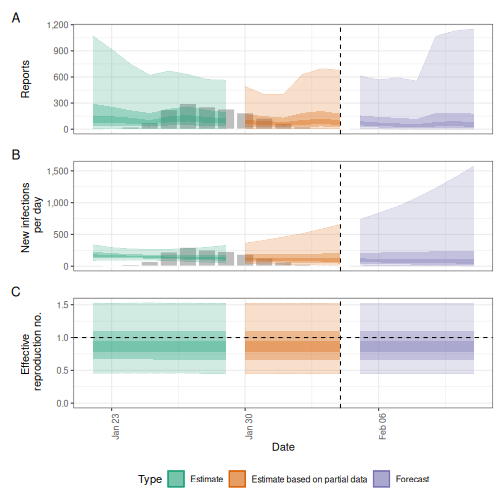 A
1,200
900
600
300
0
Reports
B
1,500
1,000
500
0
New infections
per day
C
1.5
1.0
0.5
0.0
Effective
reproduction no.
Jan 23
Jan 30
Feb 06
Date
Type
Estimate
Estimate based on partial data
Forecast